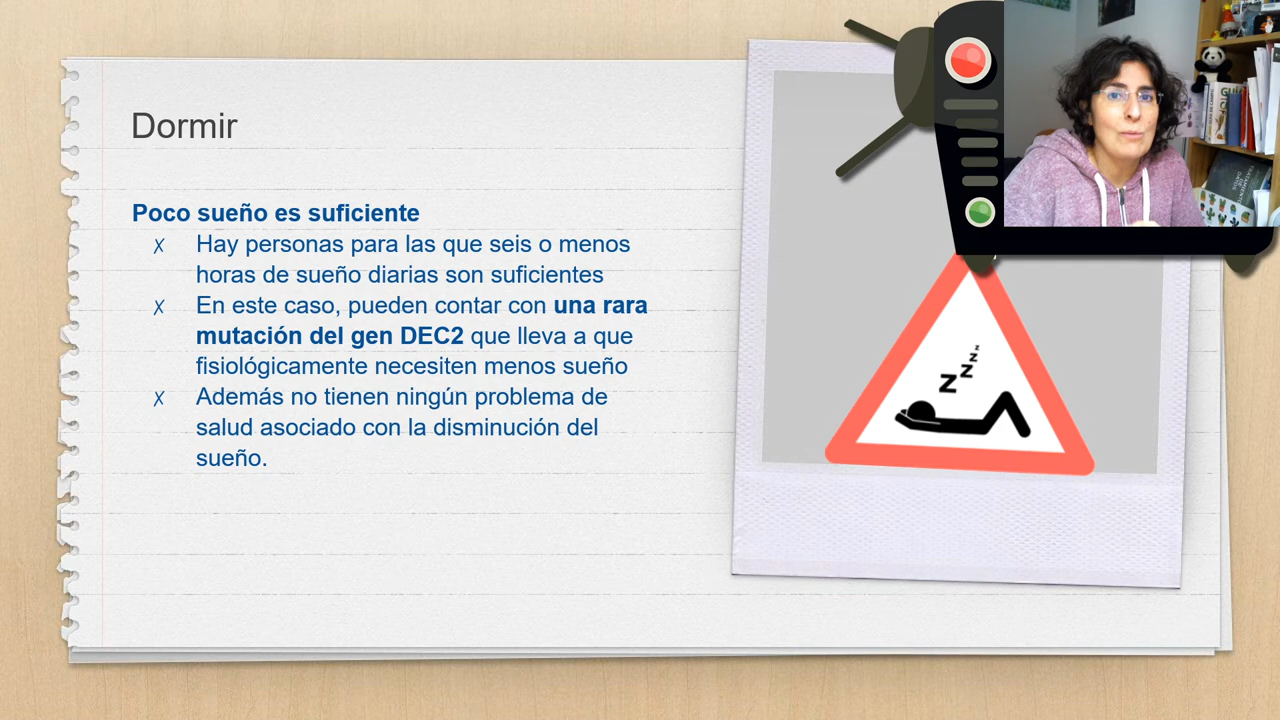 Dormir
Poco sueño es suficiente
✗ Hay personas para las que seis o menos
horas de sueño diarias son suficientes
✗ En este caso, pueden contar con una rara
mutación del gen DEC2 que lleva a que
fisiológicamente necesiten menos sueño
✗ Además no tienen ningún problema de
salud asociado con la disminución del
sueño.
z
z
z
z